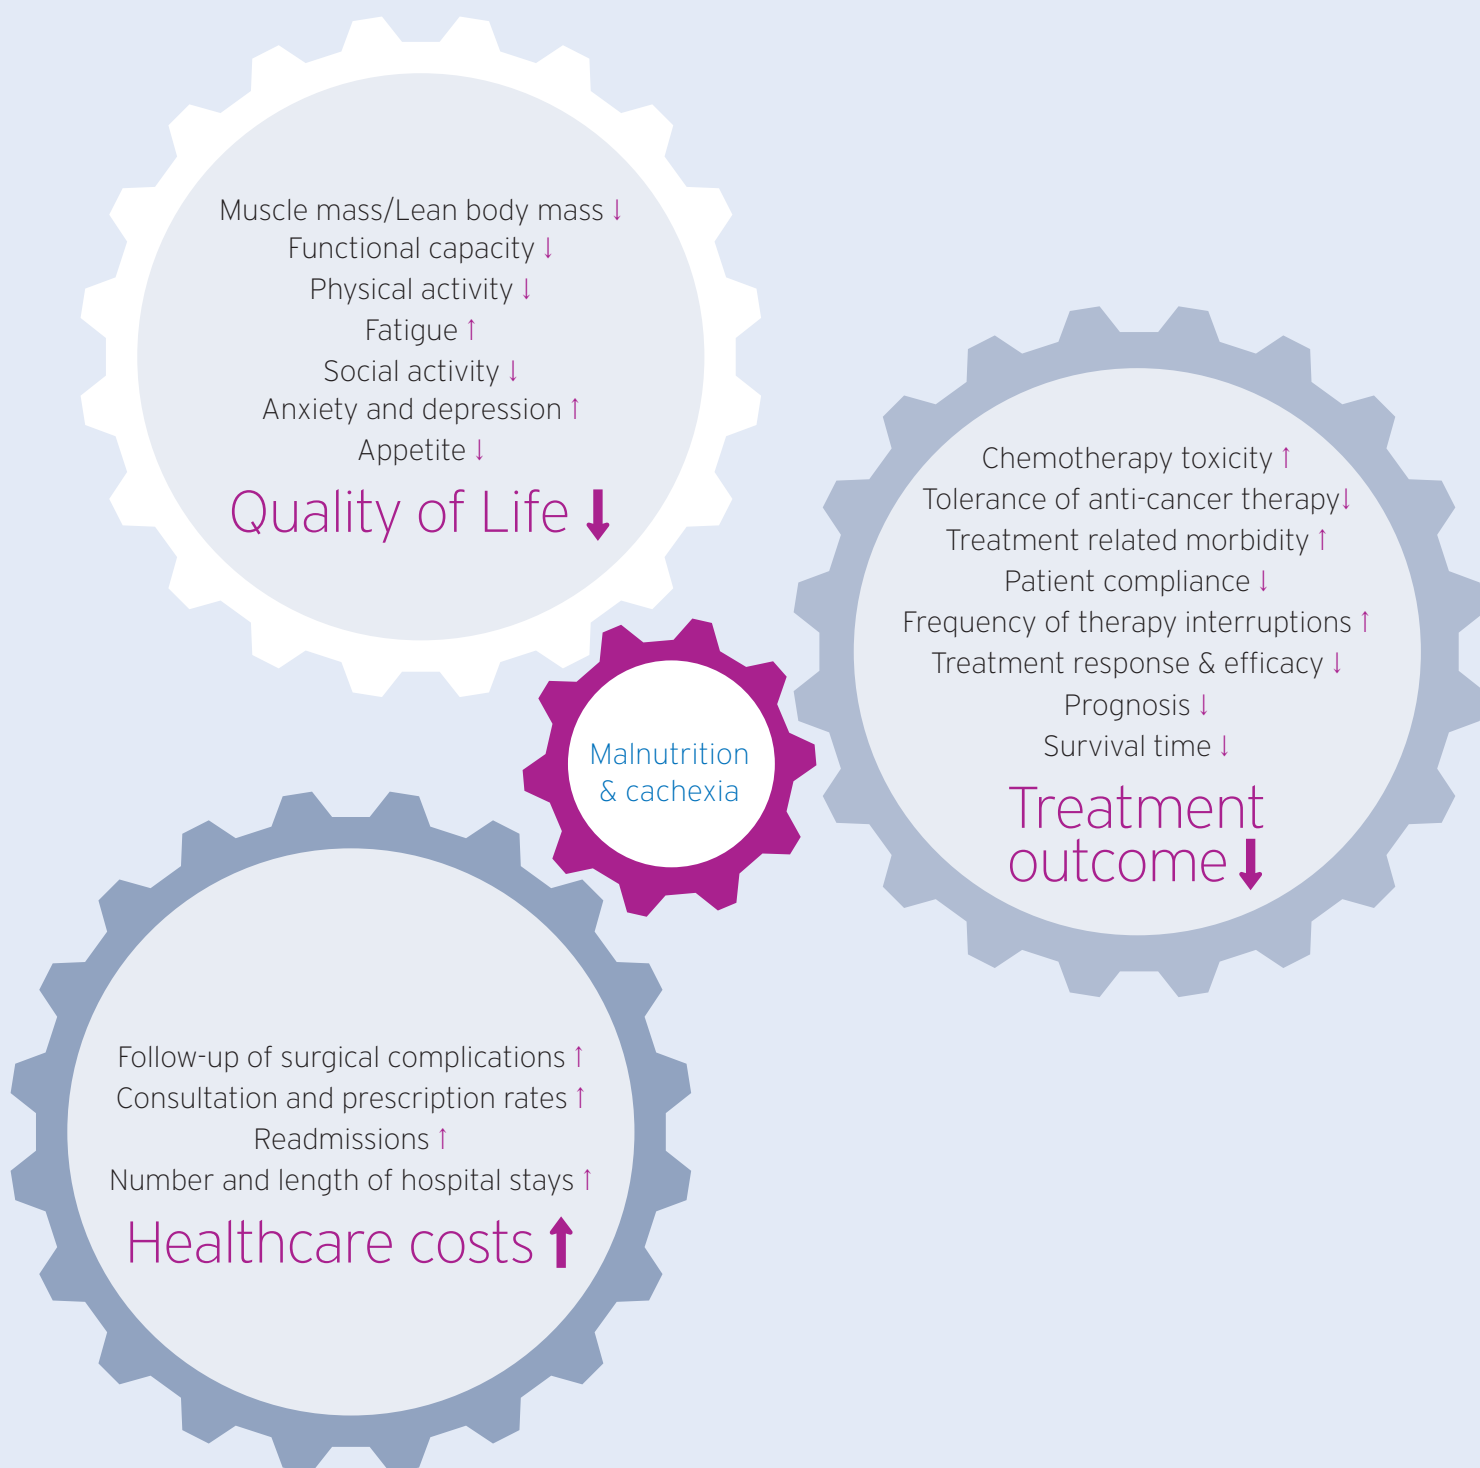 Muscle mass/Lean body mass ↓
Functional capacity ↓
Physical activity ↓
Fatigue ↑
Social activity ↓
Anxiety and depression ↑
Appetite ↓
Quality of Life ↓
Chemotherapy toxicity ↑
Tolerance of anti-cancer therapy↓
Treatment related morbidity ↑
Patient compliance ↓
Frequency of therapy interruptions ↑
Treatment response & efficacy ↓
Prognosis ↓
Survival time ↓
Treatment
outcome ↓
Malnutrition
& cachexia
Follow-up of surgical complications ↑
Consultation and prescription rates ↑
Readmissions ↑
Number and length of hospital stays ↑
Healthcare costs ↑